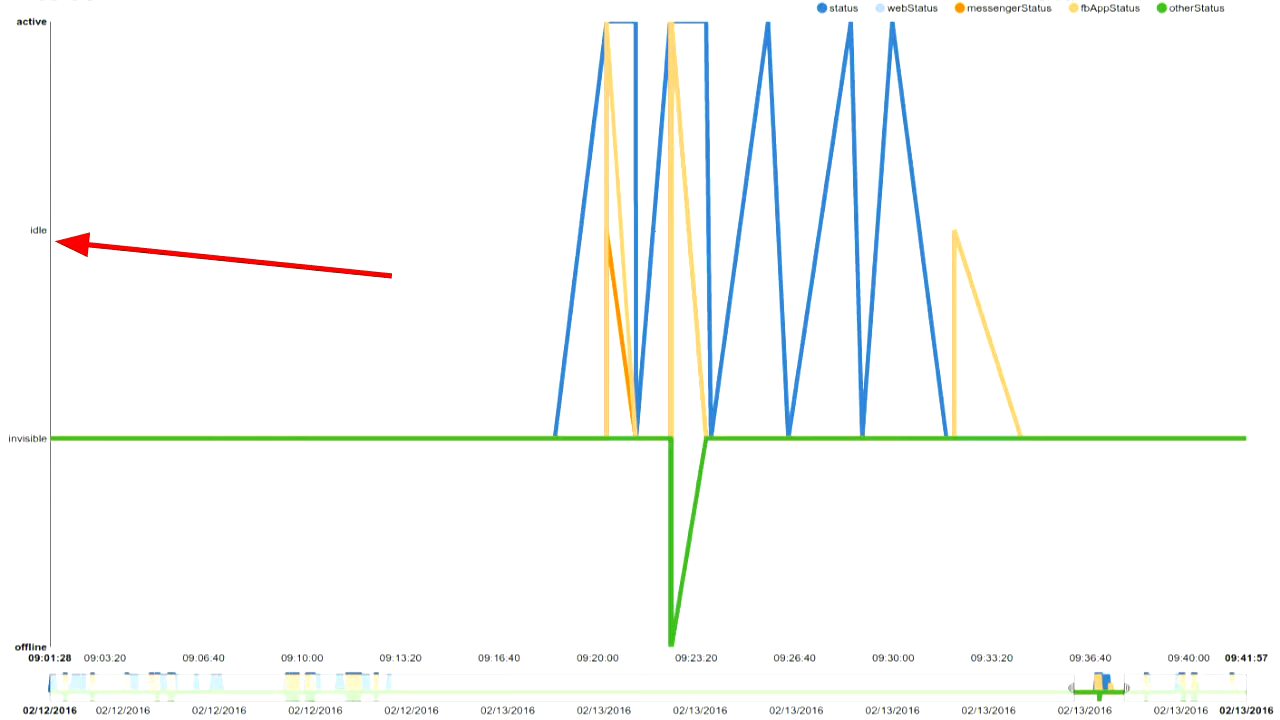 status webStatus messengerStatus fbAppStatus otherStatus
active
idle
invisible
offline
09:01:28 09:03:20 09:06:40 09:10:00 09:13:20 09:16:40 09:20:00 09:23:20 09:26:40 09:30:00 09:33:20 09:36:40 09:40:00 09:41:57
02/12/2016 02/12/2016 02/12/2016 02/12/2016 02/12/2016 02/13/2016 02/13/2016 02/13/2016 02/13/2016 02/13/2016 02/13/2016 02/13/2016 02/13/2016 02/13/2016